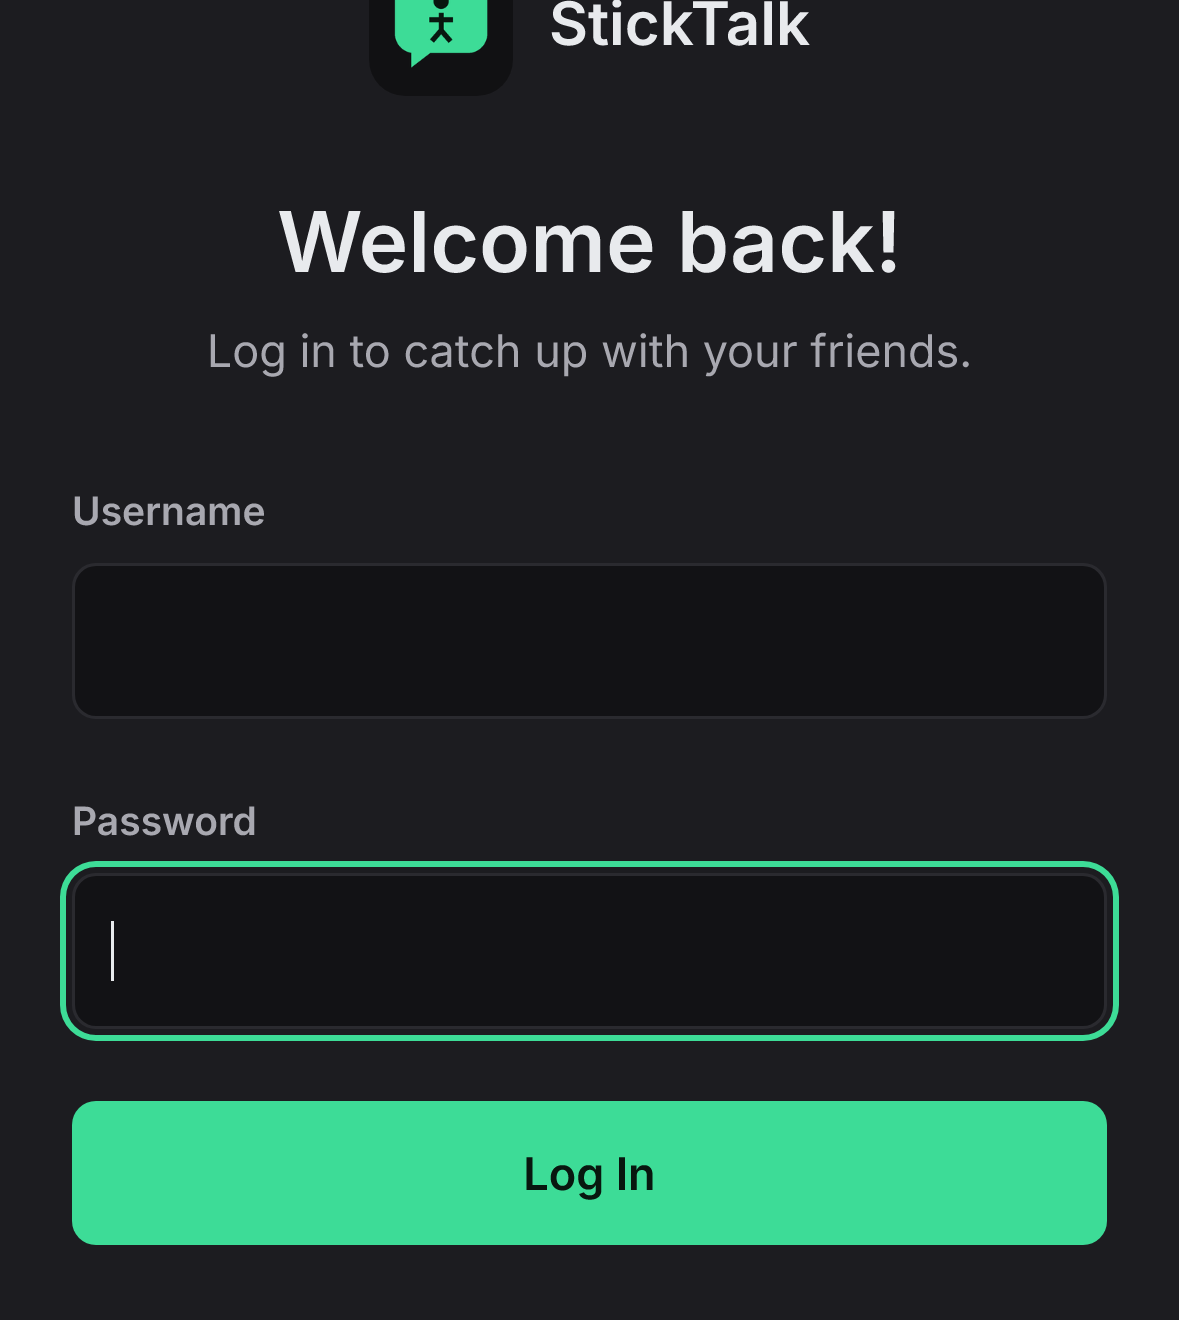 StickTalk
Welcome back!
Log in to catch up with your friends.
Username
Password
Log In